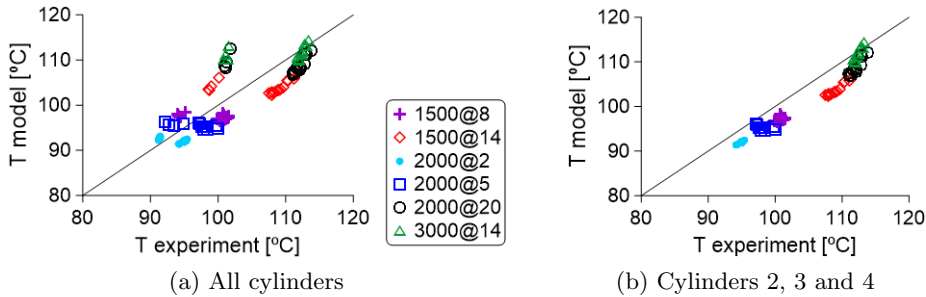 120
110
100
90
80
T model [ºC]
80 90 100 110 120
T experiment [ºC]
(a) All cylinders
1500@8
1500@14
2000@2
2000@5
2000@20
3000@14
120
110
100
90
80
T model [ºC]
80 90 100 110 120
T experiment [ºC]
(b) Cylinders 2, 3 and 4